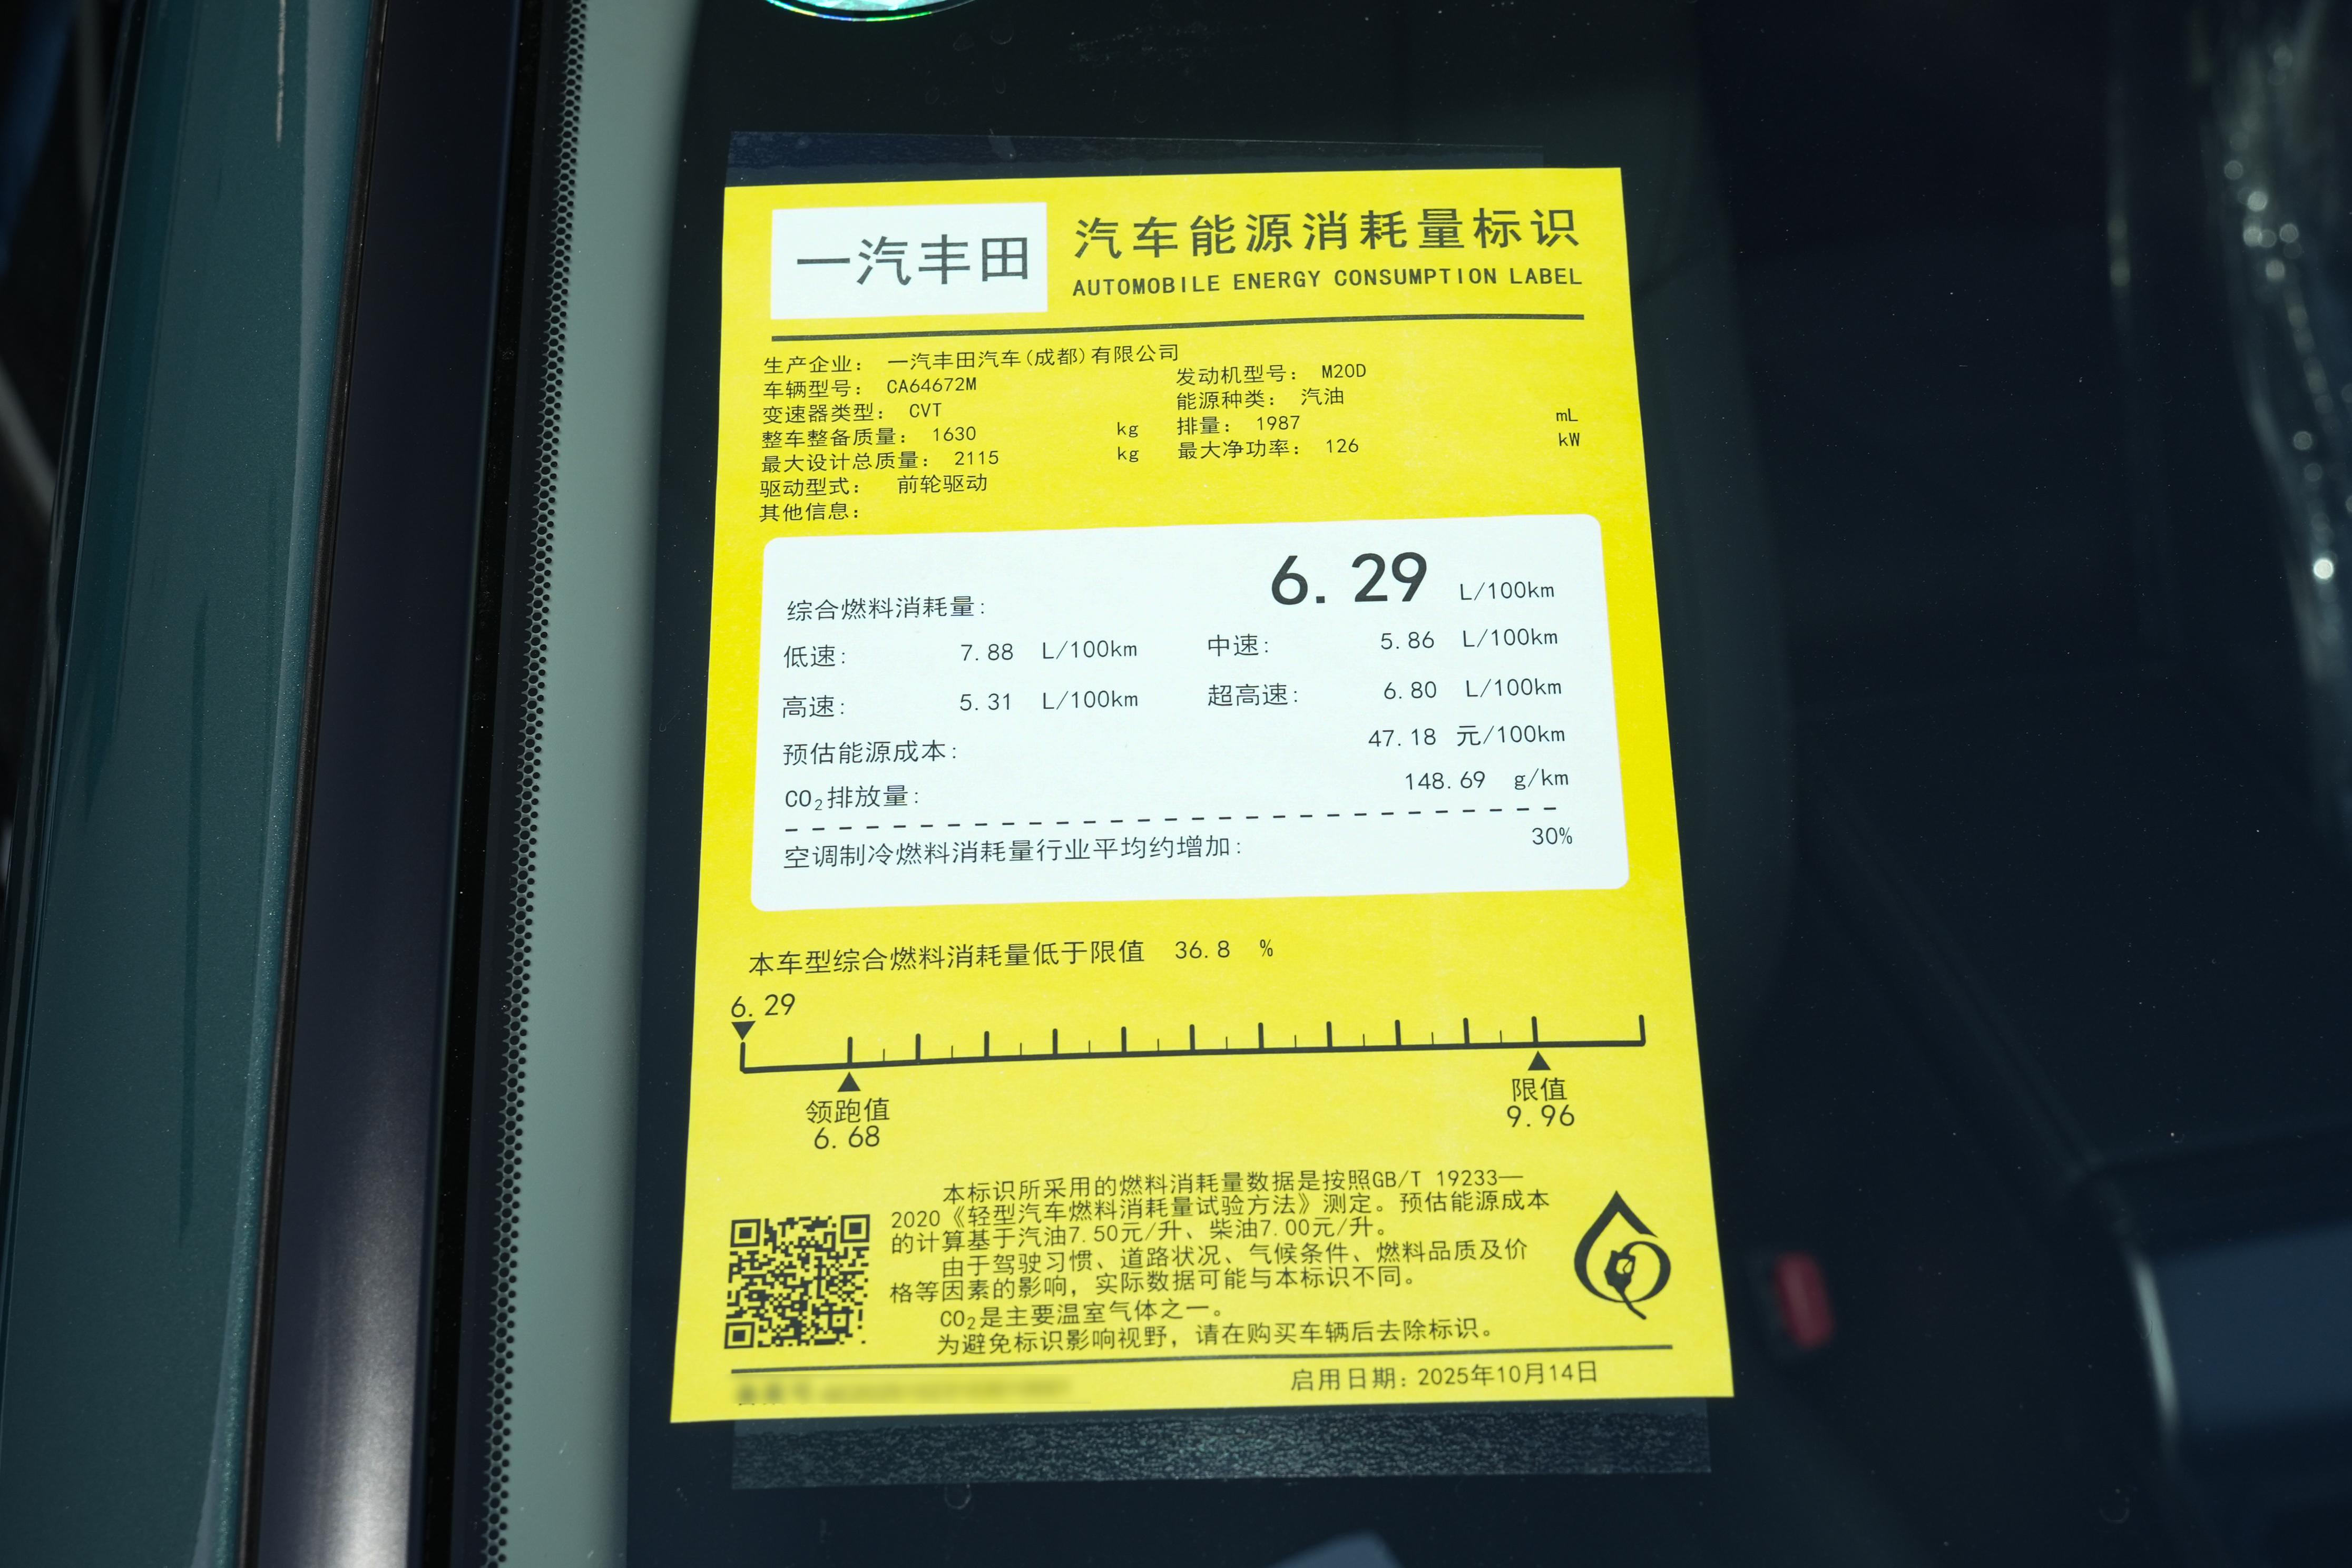 一汽丰田
汽车能源消耗量标识
AUTOMOBILE ENERGY CONSUMPTION LABEL
生产企业： 一汽丰田汽车(成都)有限公司
车辆型号： CA64672M
发动机型号： M20D
变速器类型： CVT
能源种类： 汽油
整车整备质量： 1630 kg
排量： 1987 mL
最大设计总质量： 2115 kg
最大净功率： 126 kW
驱动型式： 前轮驱动
其他信息：
综合燃料消耗量: 6.29 L/100km
低速: 7.88 L/100km 中速: 5.86 L/100km
高速: 5.31 L/100km 超高速: 6.80 L/100km
预估能源成本: 47.18 元/100km
CO₂排放量: 148.69 g/km
空调制冷燃料消耗量行业平均约增加: 30%
本车型综合燃料消耗量低于限值 36.8 %
6.29
领跑值
6.68
限值
9.96
本标识所采用的燃料消耗量数据是按照GB/T 19233—
2020《轻型汽车燃料消耗量试验方法》测定。预估能源成本
的计算基于汽油7.50元/升、柴油7.00元/升。
由于驾驶习惯、道路状况、气候条件、燃料品质及价
格等因素的影响，实际数据可能与本标识不同。
CO₂是主要温室气体之一。
为避免标识影响视野，请在购买车辆后去除标识。
启用日期: 2025年10月14日